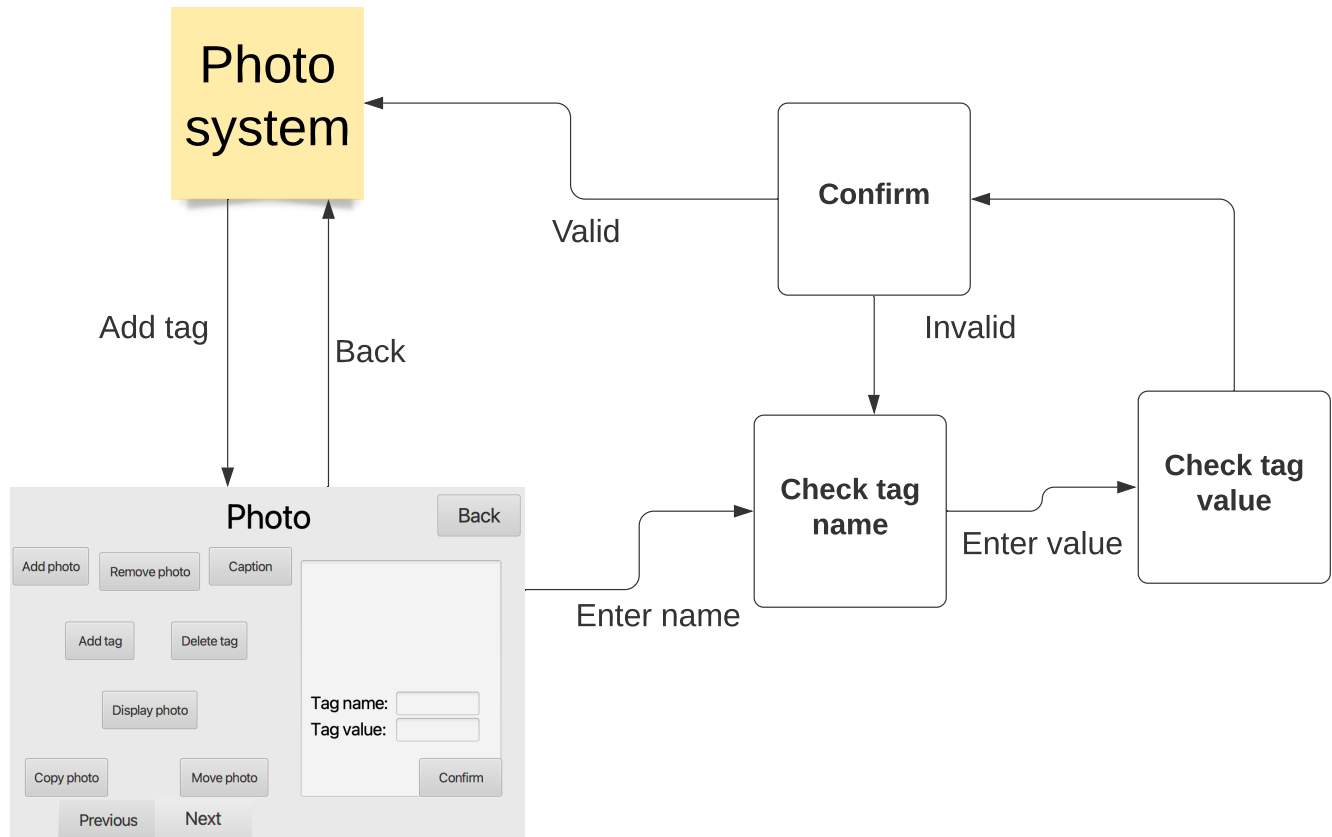 Photo
system
Confirm
Valid
Add tag
Back
Invalid
Check tag
name
Check tag
value
Enter value
Enter name
Photo
Back
Add photo
Remove photo
Caption
Add tag
Delete tag
Display photo
Tag name:
Tag value:
Copy photo
Move photo
Confirm
Previous
Next